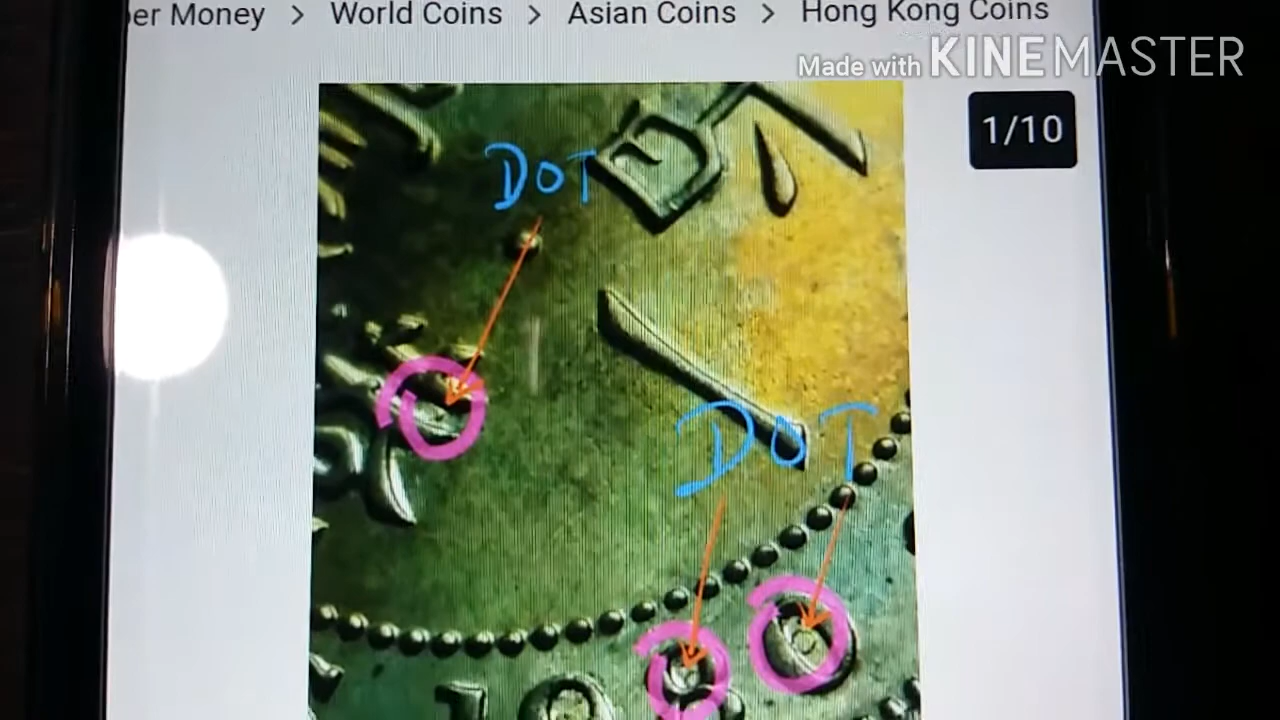 er Money > World Coins > Asian Coins > Hong Kong Coins
Made with KINEMASTER
1/10
DOT
DOT